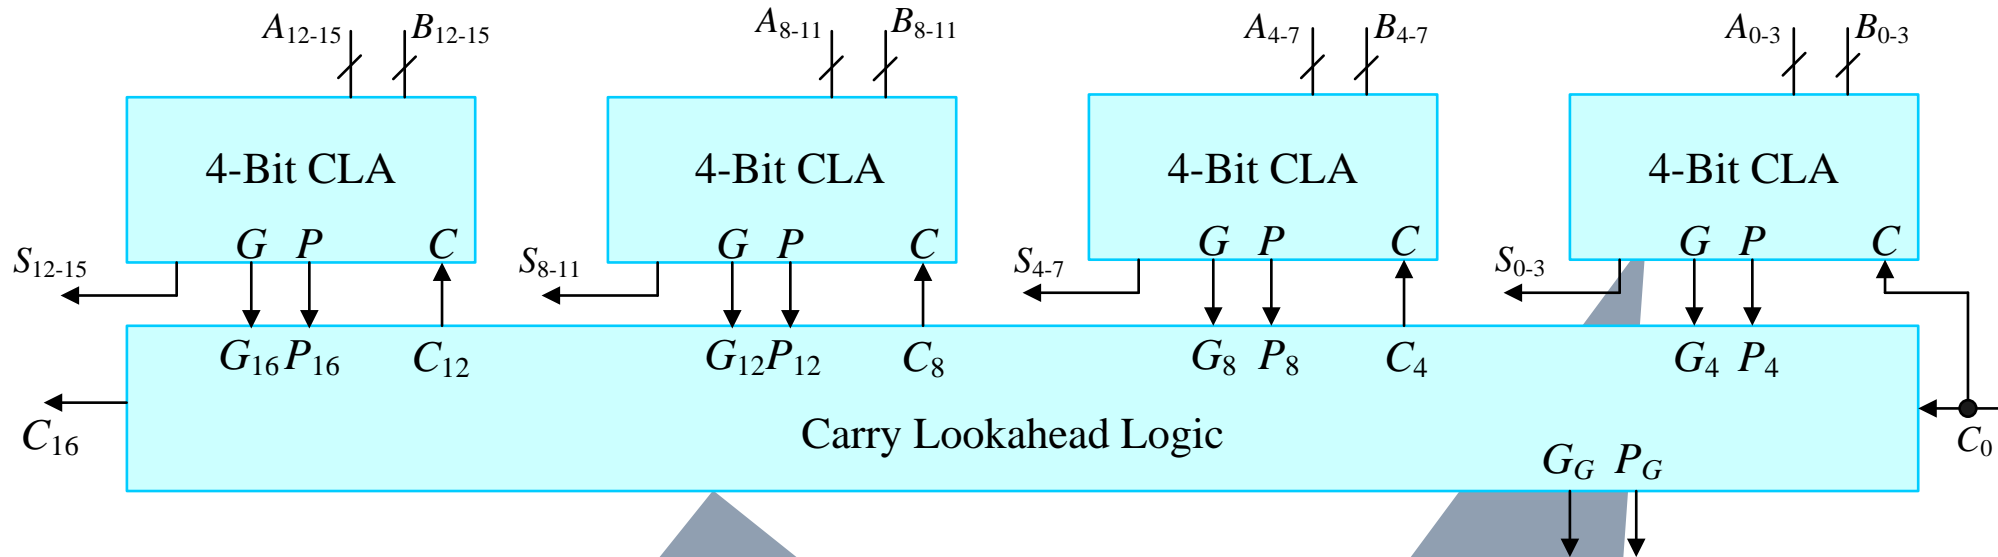 A12-15 B12-15 A8-11 B8-11 A4-7 B4-7 A0-3 B0-3
4-Bit CLA 4-Bit CLA 4-Bit CLA 4-Bit CLA
G P C G P C G P C G P C
S12-15 S8-11 S4-7 S0-3
G16 P16 C12 G12 P12 C8 G8 P8 C4 G4 P4
C16 Carry Lookahead Logic C0
GG PG